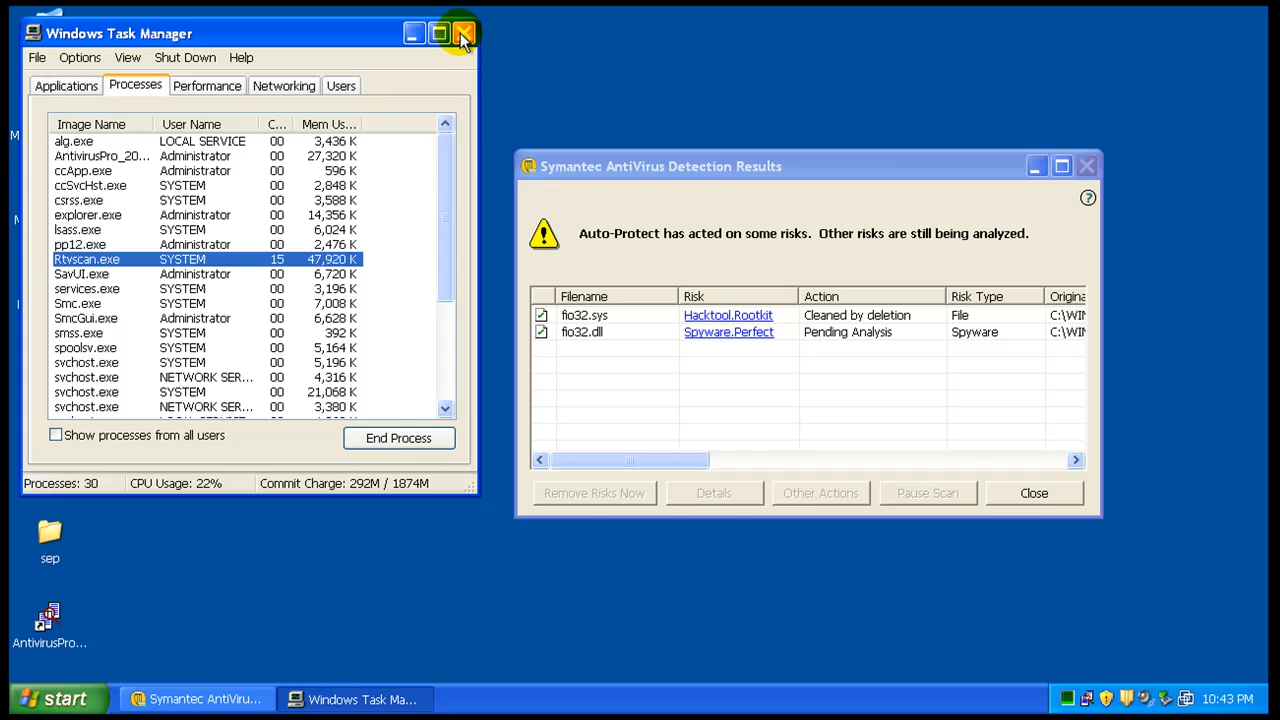 Windows Task Manager
File Options View Shut Down Help
Applications Processes Performance Networking Users
Image Name User Name C... Mem Us...
alg.exe LOCAL SERVICE 00 3,436 K
AntivirusPro_20... Administrator 00 27,320 K
ccApp.exe Administrator 00 596 K
ccSvcHst.exe SYSTEM 00 2,848 K
csrss.exe SYSTEM 00 3,588 K
explorer.exe Administrator 00 14,356 K
lsass.exe SYSTEM 00 6,024 K
pp12.exe Administrator 00 2,476 K
Rtvscan.exe SYSTEM 15 47,920 K
SavUI.exe Administrator 00 6,720 K
services.exe SYSTEM 00 3,196 K
Smc.exe SYSTEM 00 7,008 K
SmcGui.exe Administrator 00 6,628 K
smss.exe SYSTEM 00 392 K
spoolsv.exe SYSTEM 00 5,164 K
svchost.exe SYSTEM 00 5,196 K
svchost.exe NETWORK SER... 00 4,316 K
svchost.exe SYSTEM 00 21,068 K
svchost.exe NETWORK SER... 00 3,380 K
Show processes from all users
End Process
Processes: 30 CPU Usage: 22% Commit Charge: 292M / 1874M
Symantec AntiVirus Detection Results
?
Auto-Protect has acted on some risks. Other risks are still being analyzed.
Filename Risk Action Risk Type Origina
fio32.sys Hacktool.Rootkit Cleaned by deletion File C:\WIN
fio32.dll Spyware.Perfect Pending Analysis Spyware C:\WIN
Remove Risks Now Details Other Actions Pause Scan Close
M
sep
AntivirusPro...
start Symantec AntiViru... Windows Task Ma... 10:43 PM